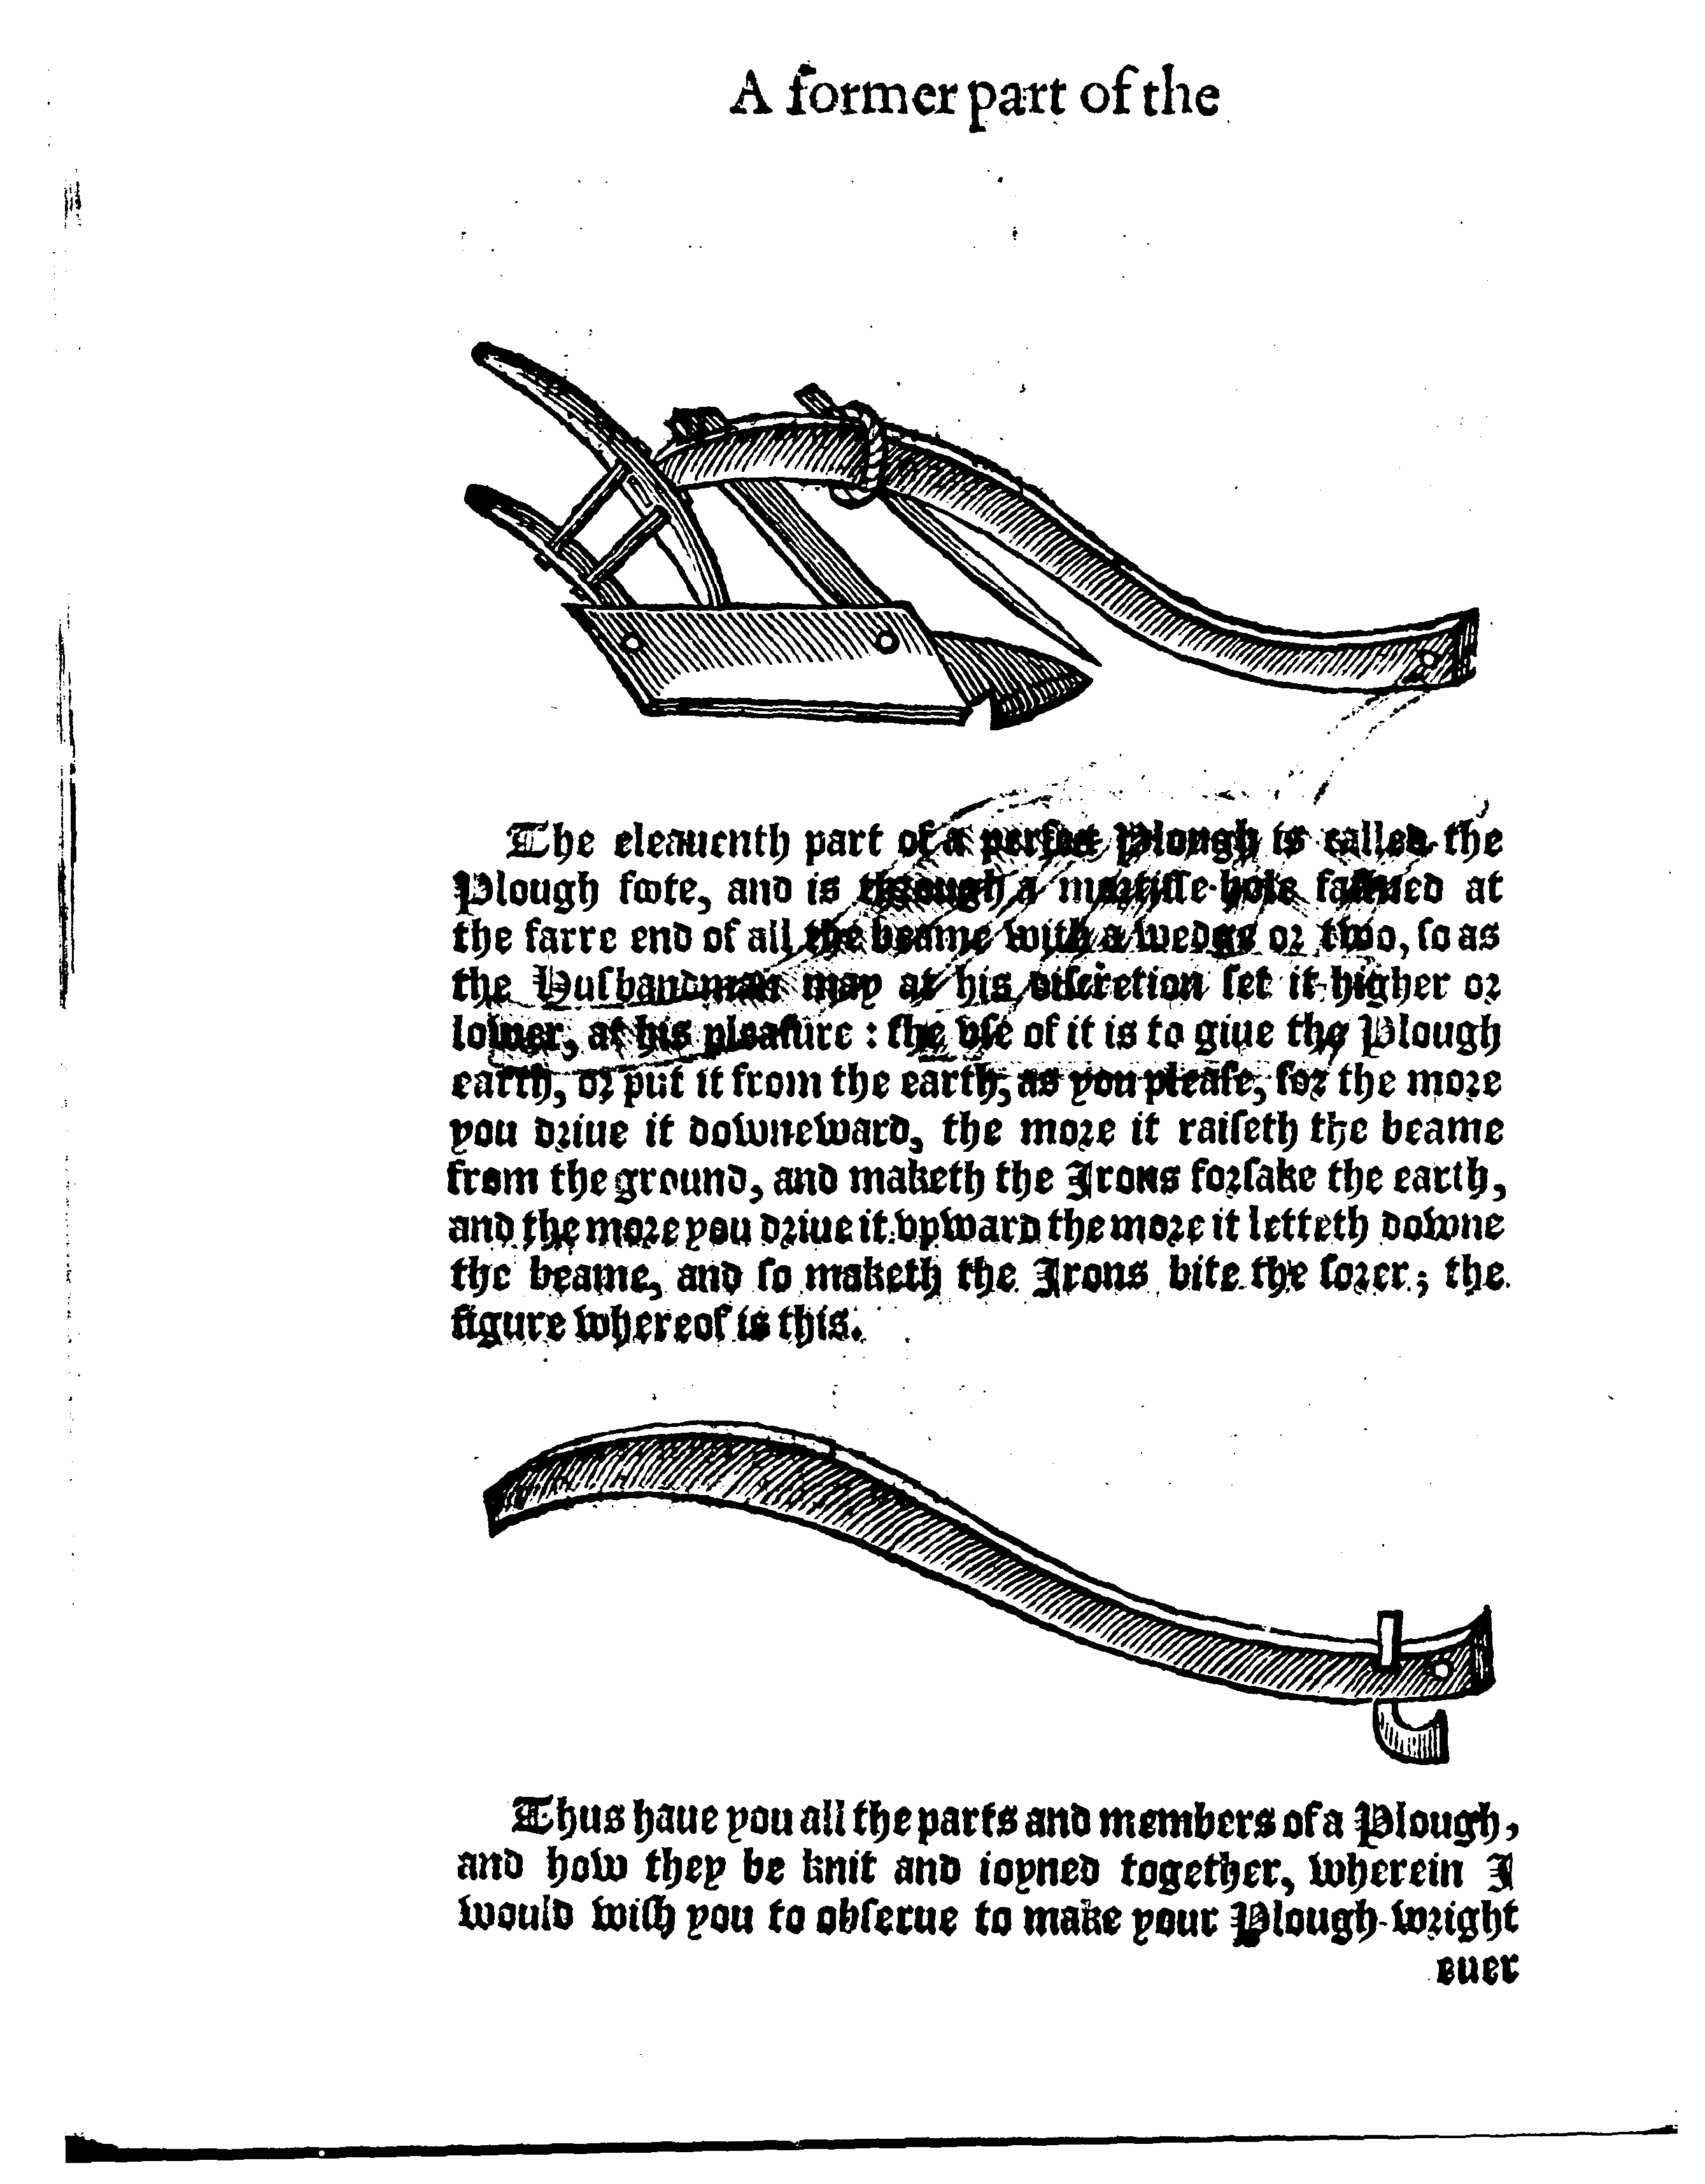 A former part of the
The eleauenth part of a perfect Plough is called the
Plough foote, and is through a mortisse-hole fastned at
the farre end of all the beame with a wedge or two, so as
the Husbandman may at his discretion set it higher or
lower, at his pleasure: the vse of it is to giue the Plough
earth, or put it from the earth, as you please, for the more
you driue it downeward, the more it raiseth the beame
from the ground, and maketh the Irons forsake the earth,
and the more you driue it vpward the more it letteth downe
the beame, and so maketh the Irons bite the sorer; the
figure whereof is this.
Thus haue you all the parts and members of a Plough,
and how they be knit and ioyned together, wherein I
would wish you to obserue to make your Plough-wright
euer